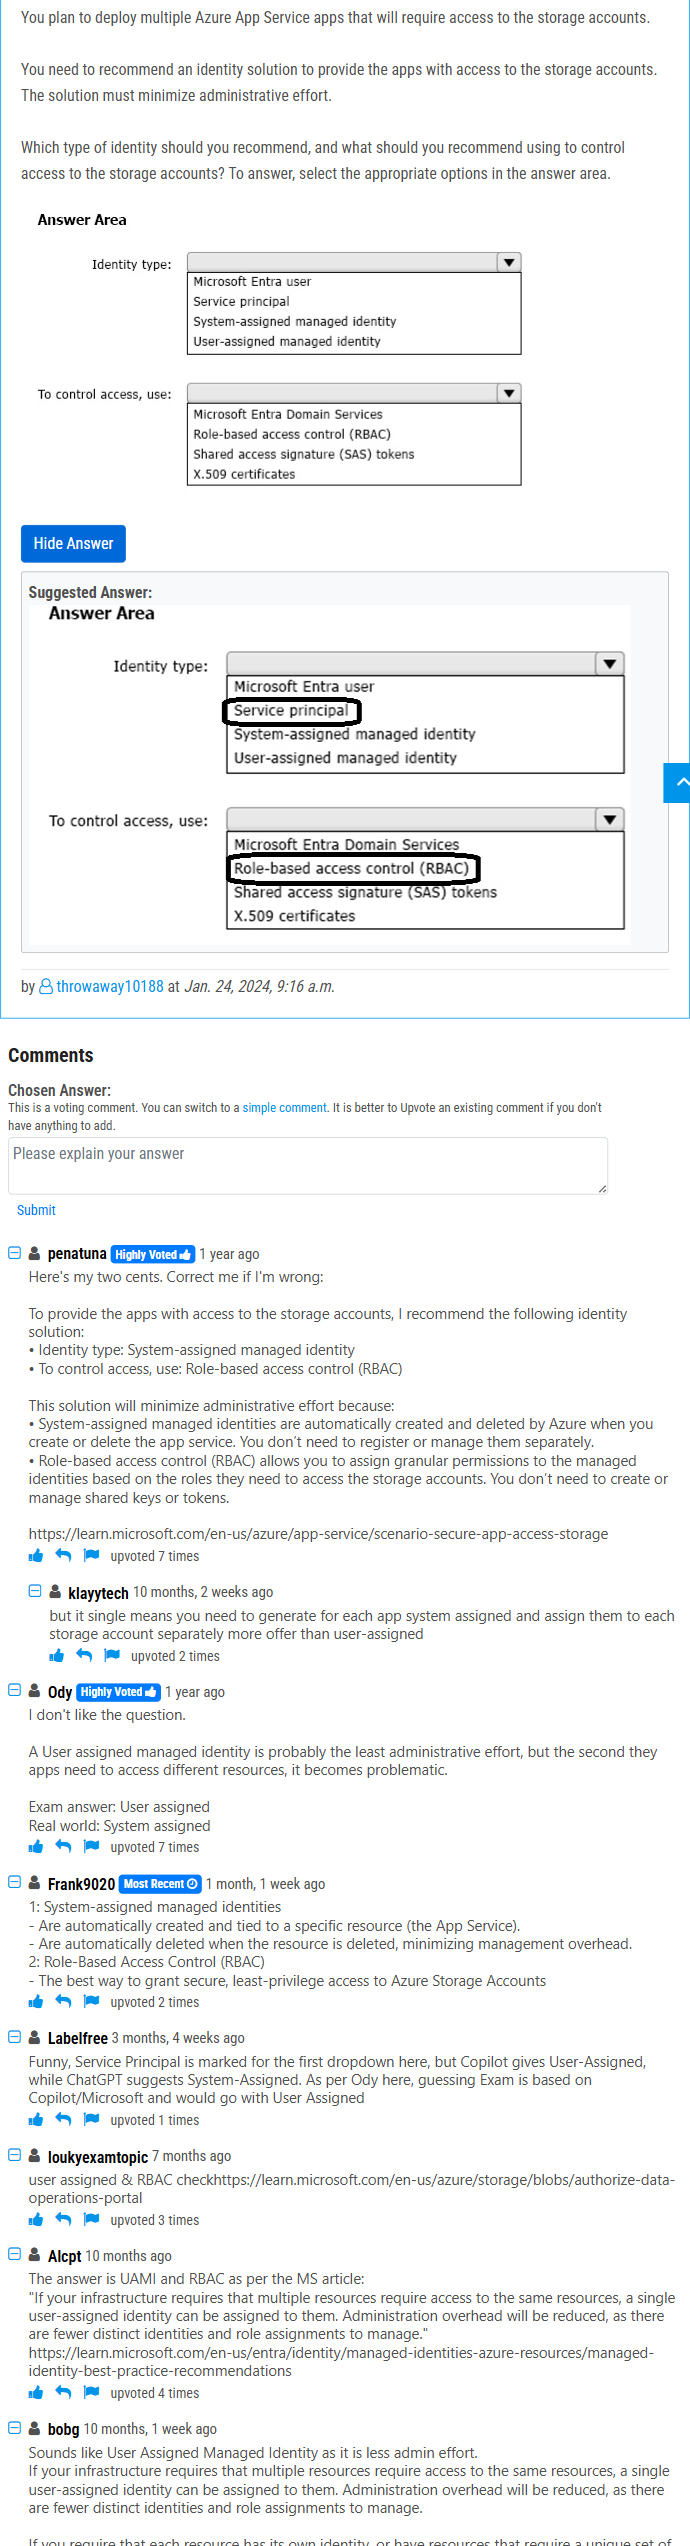 You plan to deploy multiple Azure App Service apps that will require access to the storage accounts.
You need to recommend an identity solution to provide the apps with access to the storage accounts.
The solution must minimize administrative effort.
Which type of identity should you recommend, and what should you recommend using to control
access to the storage accounts? To answer, select the appropriate options in the answer area.
Answer Area
Identity type:
Microsoft Entra user
Service principal
System-assigned managed identity
User-assigned managed identity
To control access, use:
Microsoft Entra Domain Services
Role-based access control (RBAC)
Shared access signature (SAS) tokens
X.509 certificates
Hide Answer
Suggested Answer:
Answer Area
Identity type:
Microsoft Entra user
Service principal
System-assigned managed identity
User-assigned managed identity
To control access, use:
Microsoft Entra Domain Services
Role-based access control (RBAC)
Shared access signature (SAS) tokens
X.509 certificates
by throwaway10188 at Jan. 24, 2024, 9:16 a.m.
Comments
Chosen Answer:
This is a voting comment. You can switch to a simple comment. It is better to Upvote an existing comment if you don't
have anything to add.
Please explain your answer
Submit
penatuna Highly Voted 1 year ago
Here's my two cents. Correct me if I'm wrong:
To provide the apps with access to the storage accounts, I recommend the following identity
solution:
• Identity type: System-assigned managed identity
• To control access, use: Role-based access control (RBAC)
This solution will minimize administrative effort because:
• System-assigned managed identities are automatically created and deleted by Azure when you
create or delete the app service. You don't need to register or manage them separately.
• Role-based access control (RBAC) allows you to assign granular permissions to the managed
identities based on the roles they need to access the storage accounts. You don't need to create or
manage shared keys or tokens.
https://learn.microsoft.com/en-us/azure/app-service/scenario-secure-app-access-storage
upvoted 7 times
klayytech 10 months, 2 weeks ago
but it single means you need to generate for each app system assigned and assign them to each
storage account separately more offer than user-assigned
upvoted 2 times
Ody Highly Voted 1 year ago
I don't like the question.
A User assigned managed identity is probably the least administrative effort, but the second they
apps need to access different resources, it becomes problematic.
Exam answer: User assigned
Real world: System assigned
upvoted 7 times
Frank9020 Most Recent 1 month, 1 week ago
1: System-assigned managed identities
- Are automatically created and tied to a specific resource (the App Service).
- Are automatically deleted when the resource is deleted, minimizing management overhead.
2: Role-Based Access Control (RBAC)
- The best way to grant secure, least-privilege access to Azure Storage Accounts
upvoted 2 times
Labelfree 3 months, 4 weeks ago
Funny, Service Principal is marked for the first dropdown here, but Copilot gives User-Assigned,
while ChatGPT suggests System-Assigned. As per Ody here, guessing Exam is based on
Copilot/Microsoft and would go with User Assigned
upvoted 1 times
loukyexamtopic 7 months ago
user assigned & RBAC checkhttps://learn.microsoft.com/en-us/azure/storage/blobs/authorize-data-
operations-portal
upvoted 3 times
Alcpt 10 months ago
The answer is UAMI and RBAC as per the MS article:
"If your infrastructure requires that multiple resources require access to the same resources, a single
user-assigned identity can be assigned to them. Administration overhead will be reduced, as there
are fewer distinct identities and role assignments to manage."
https://learn.microsoft.com/en-us/entra/identity/managed-identities-azure-resources/managed-
identity-best-practice-recommendations
upvoted 4 times
bobg 10 months, 1 week ago
Sounds like User Assigned Managed Identity as it is less admin effort.
If your infrastructure requires that multiple resources require access to the same resources, a single
user-assigned identity can be assigned to them. Administration overhead will be reduced, as there
are fewer distinct identities and role assignments to manage.
If you require that each resource has its own identity, or have resources that require a unique set of